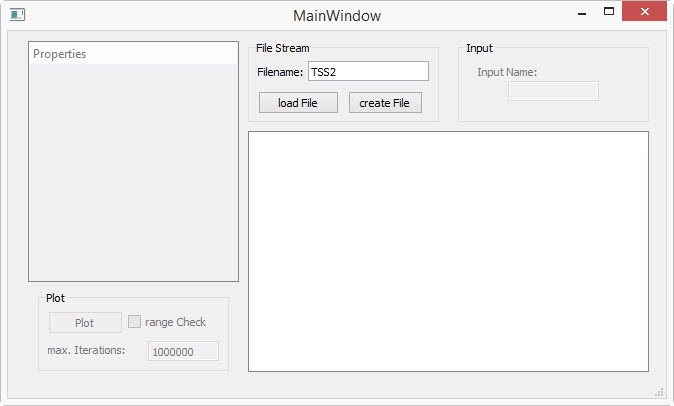 MainWindow
Properties
File Stream
Filename: TSS2
load File
create File
Input
Input Name:
Plot
Plot
range Check
max. Iterations: 1000000